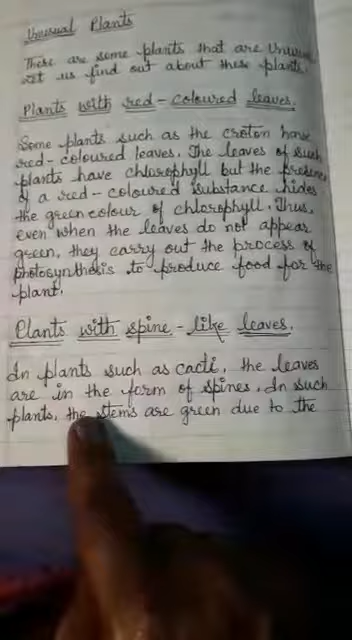 Unusual Plants
There are some plants that are Unusual
Let us find out about these plants.
Plants with red-coloured leaves.
Some plants such as the croton have
red-coloured leaves. The leaves of such
plants have chlorophyll but the presence
of a red-coloured substance hides
the green colour of chlorophyll. Thus,
even when the leaves do not appear
green, they carry out the process of
photosynthesis to produce food for the
plant.
Plants with spine-like leaves.
In plants such as cacti, the leaves
are in the form of spines. In such
plants, the stems are green due to the